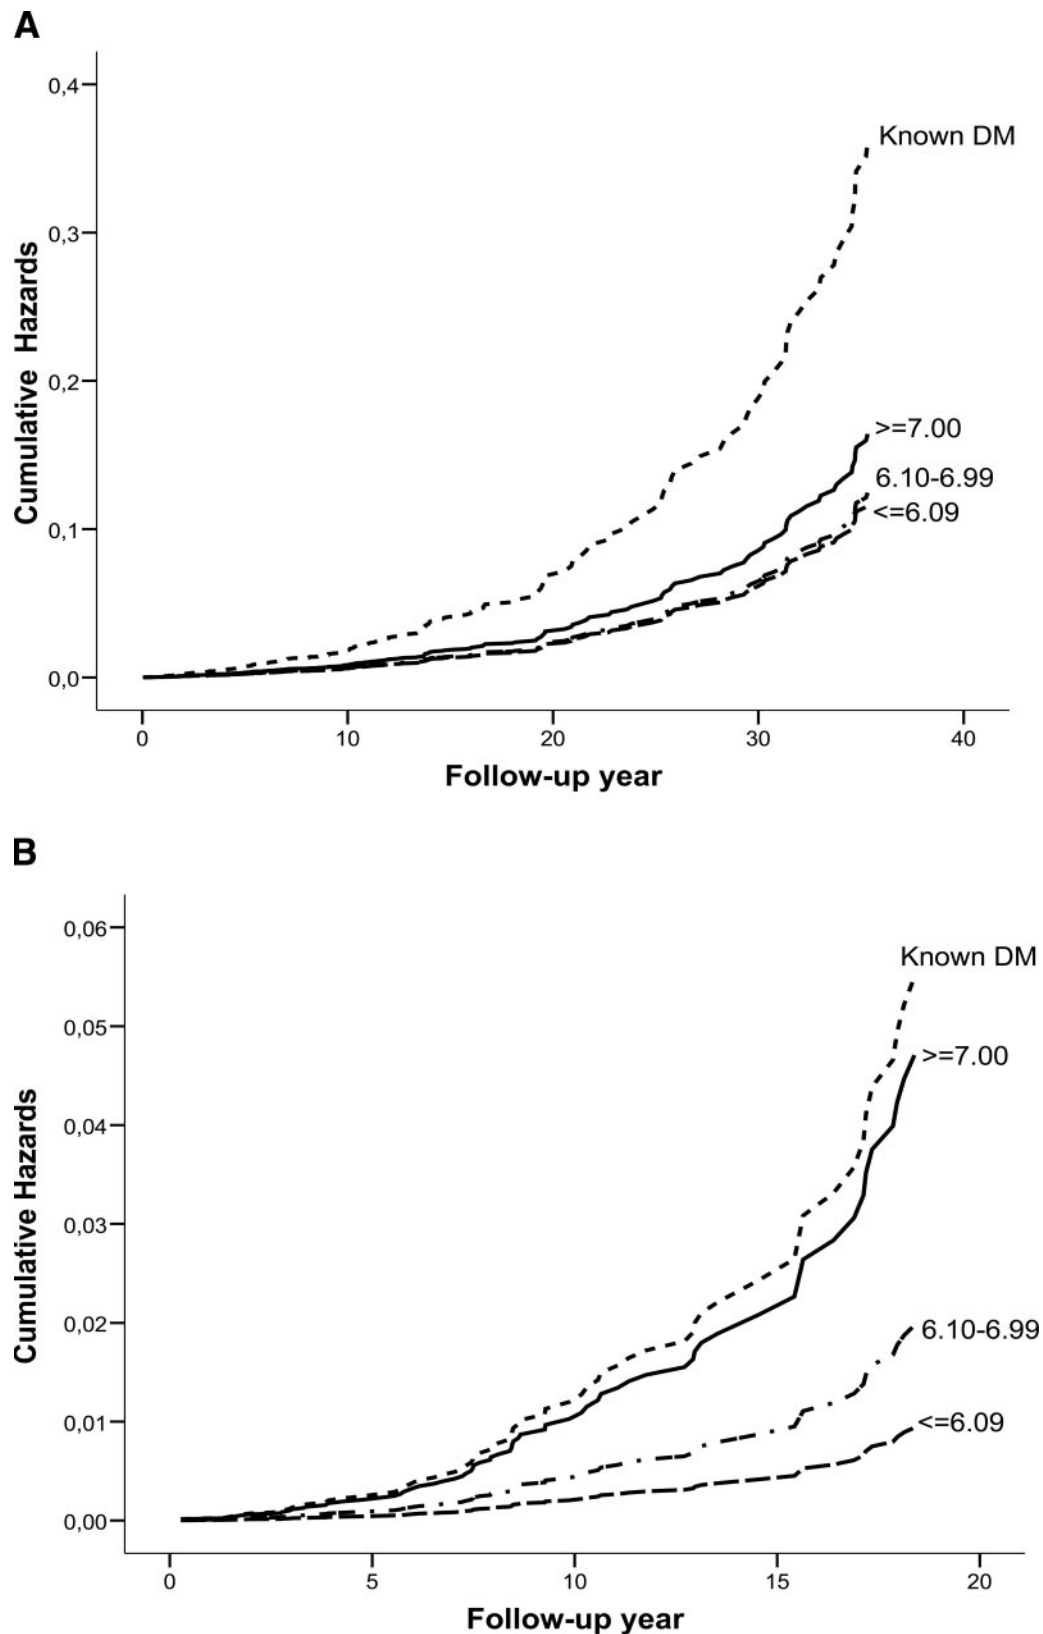 A
0,4
Known DM
0,3
0,2
>=7.00
6.10-6.99
<=6.09
0,1
0,0
Cumulative Hazards
0 10 20 30 40
Follow-up year
B
0,06
Known DM
0,05
>=7.00
0,04
0,03
0,02
6.10-6.99
<=6.09
0,01
0,00
Cumulative Hazards
0 5 10 15 20
Follow-up year